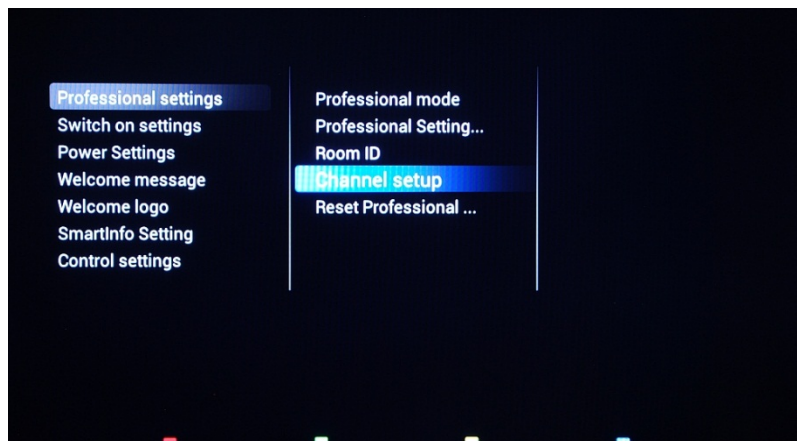 Professional settings
Switch on settings
Power Settings
Welcome message
Welcome logo
SmartInfo Setting
Control settings
Professional mode
Professional Setting...
Room ID
Channel setup
Reset Professional ...